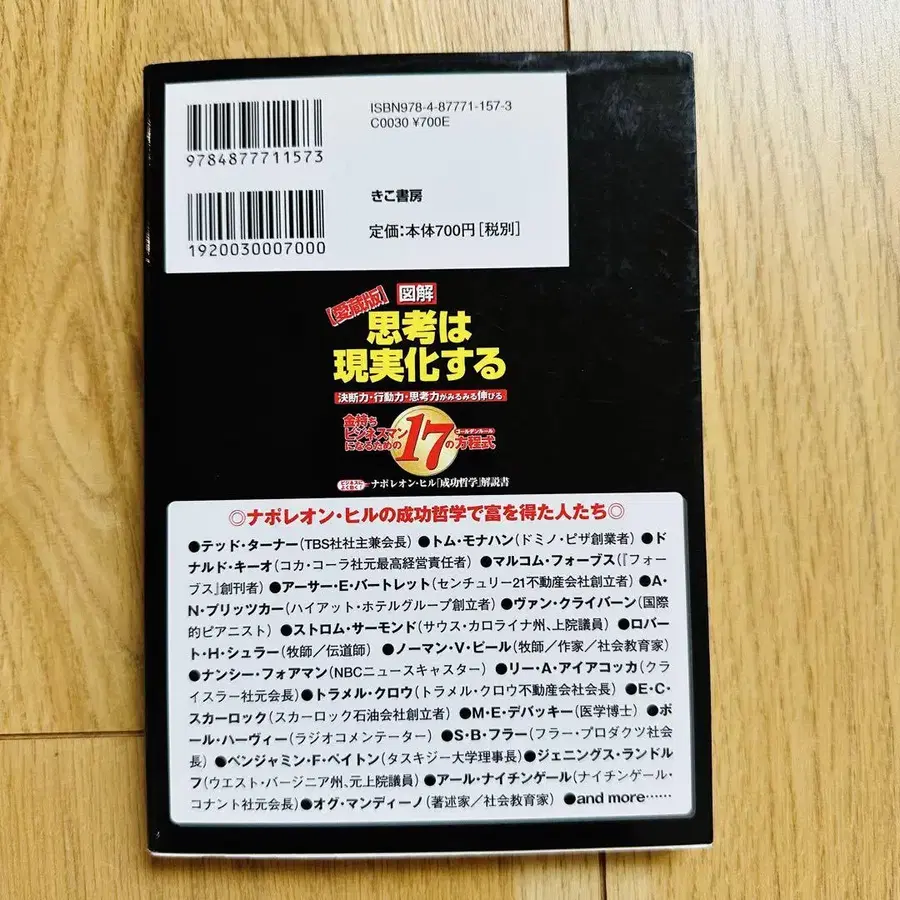 ISBN978-4-87771-157-3
C0030 ¥700E
9784877711573
きこ書房
定価:本体700円[税別]
1920030007000
[愛蔵版]
図解
思考は
現実化する
決断力・行動力・思考力がみるみる伸びる
金持ち
ビジネスマン
になるための
17
ゴールデンルール
の方程式
ビジネスに
よく効く!
ナポレオン・ヒル「成功哲学」解説書
◎ナポレオン・ヒルの成功哲学で富を得た人たち◎
●テッド・ターナー(TBS社社主兼会長)●トム・モナハン(ドミノ・ピザ創業者)●ド
ナルド・キーオ(コカ・コーラ社元最高経営責任者)●マルコム・フォーブス(『フォー
ブス』創刊者)●アーサー・E・バートレット(センチュリー21不動産会社創立者)●A・
N・プリッツカー(ハイアット・ホテルグループ創立者)●ヴァン・クライバーン(国際
的ピアニスト)●ストロム・サーモンド(サウス・カロライナ州、上院議員)●ロバー
ト・H・シュラー(牧師/伝道師)●ノーマン・V・ピール(牧師/作家/社会教育家)
●ナンシー・フォアマン(NBCニュースキャスター)●リー・A・アイアコッカ(クラ
イスラー社元会長)●トラメル・クロウ(トラメル・クロウ不動産会社会長)●E・C・
スカーロック(スカーロック石油会社創立者)●M・E・デバッキー(医学博士)●ポ
ール・ハーヴィー(ラジオコメンテーター)●S・B・フラー(フラー・プロダクツ社会
長)●ベンジャミン・F・ペイトン(タスキジー大学理事長)●ジェニングス・ランドル
フ(ウエスト・バージニア州、元上院議員)●アール・ナイチンゲール(ナイチンゲール・
コナント社元会長)●オグ・マンディーノ(著述家/社会教育家)●and more……